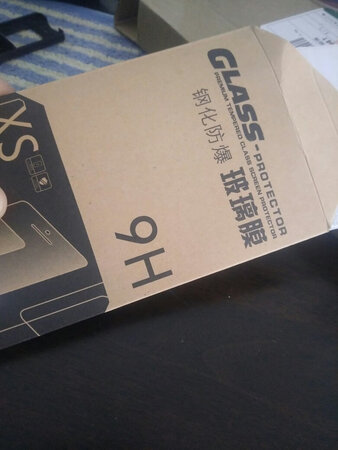 GLASS-PROTECTOR
PREMIUM TEMPERED GLASS SCREEN PROTECTOR
钢化防爆 玻璃膜
9H
XS